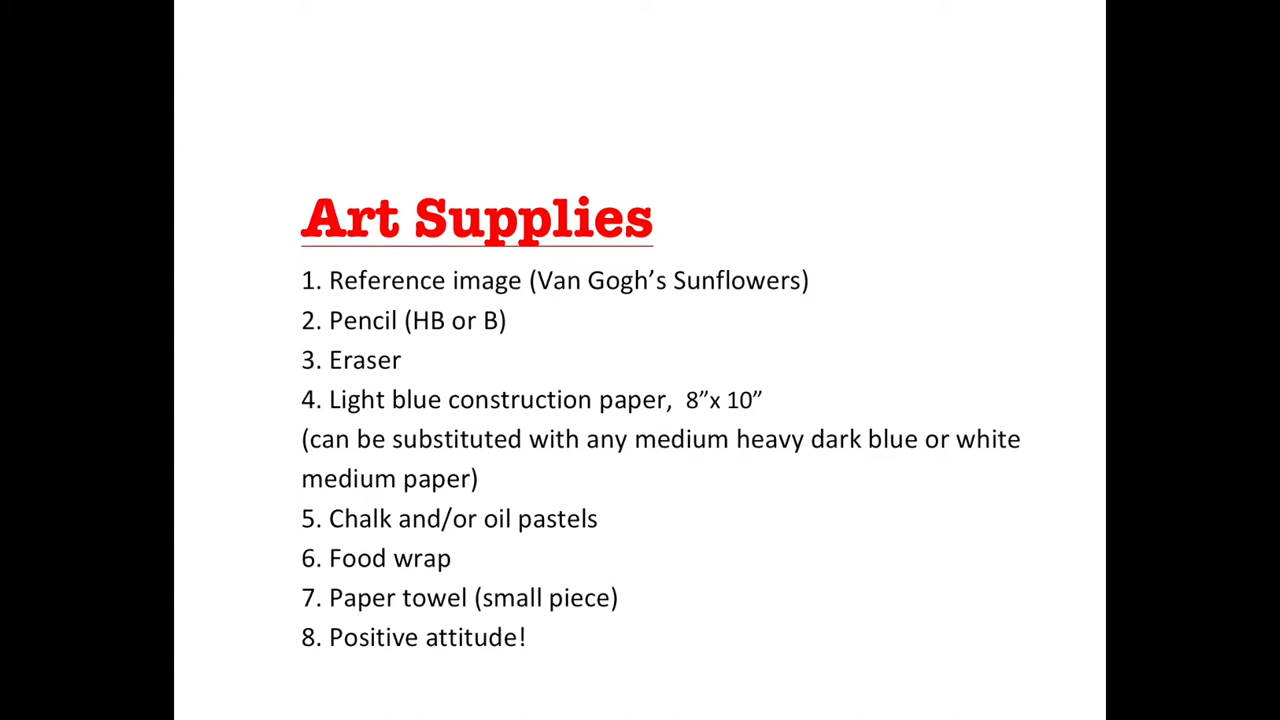 Art Supplies
1. Reference image (Van Gogh’s Sunflowers)
2. Pencil (HB or B)
3. Eraser
4. Light blue construction paper,  8”x 10”
(can be substituted with any medium heavy dark blue or white
medium paper)
5. Chalk and/or oil pastels
6. Food wrap
7. Paper towel (small piece)
8. Positive attitude!